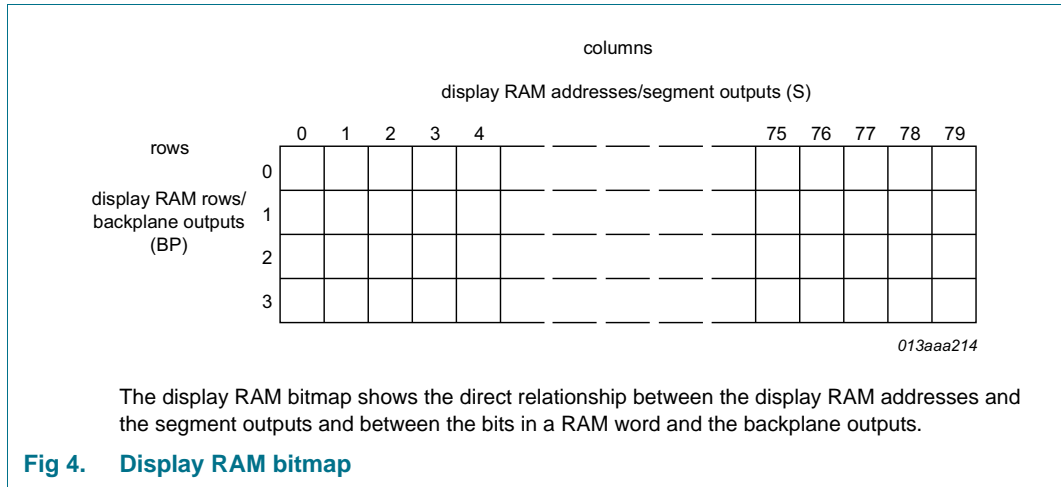 columns
display RAM addresses/segment outputs (S)
0 1 2 3 4 75 76 77 78 79
rows
0
display RAM rows/
backplane outputs
(BP)
1
2
3
013aaa214
The display RAM bitmap shows the direct relationship between the display RAM addresses and
the segment outputs and between the bits in a RAM word and the backplane outputs.
Fig 4. Display RAM bitmap